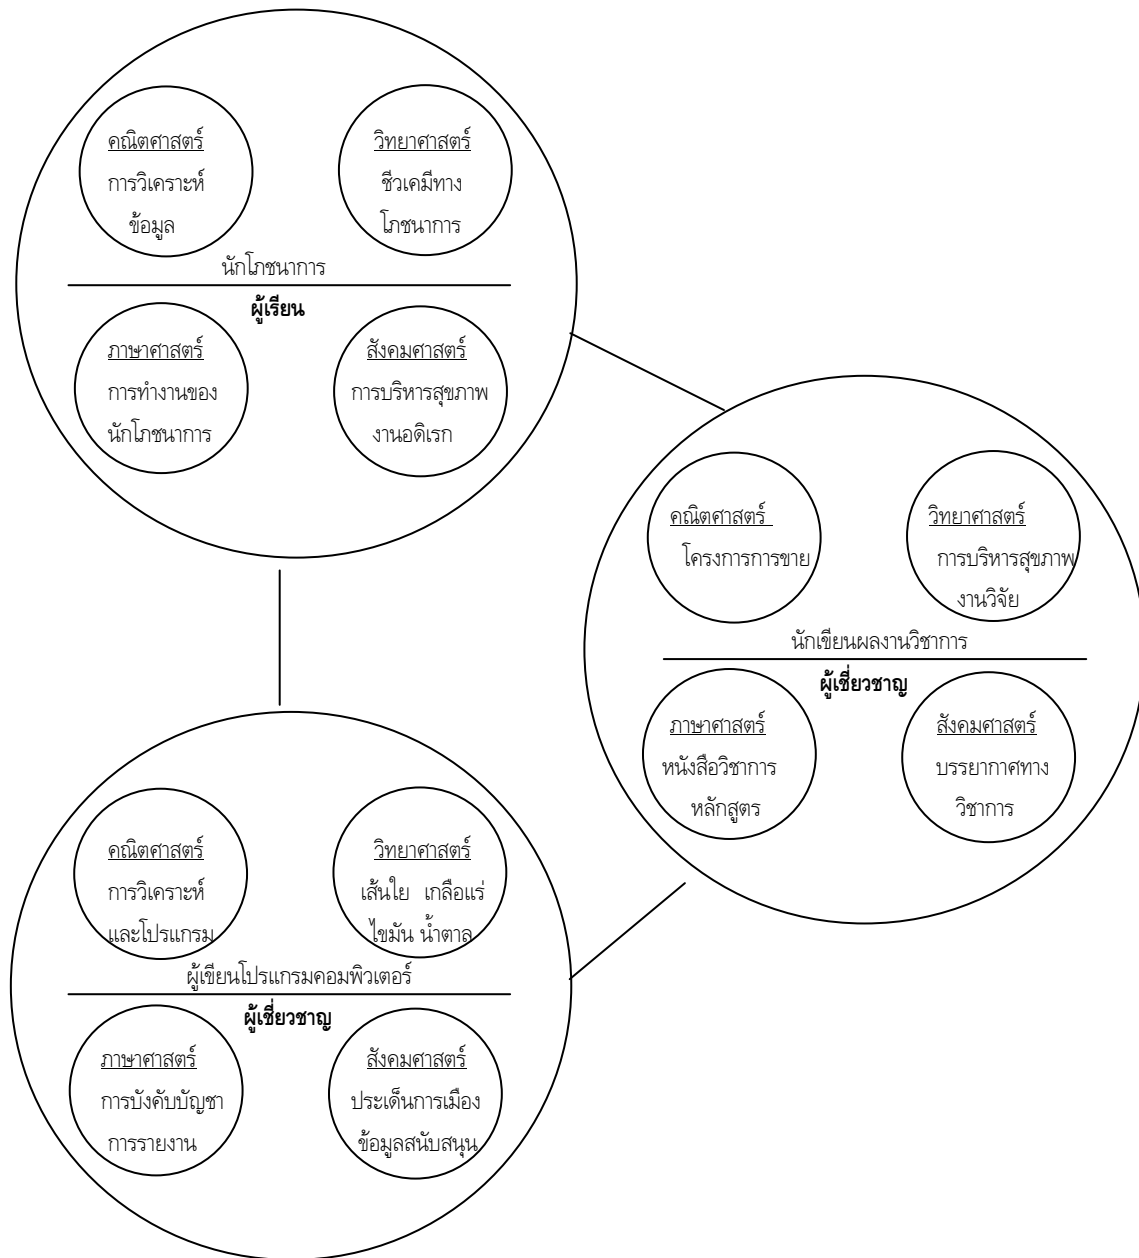 คณิตศาสตร์
การวิเคราะห์
ข้อมูล
วิทยาศาสตร์
ชีวเคมีทาง
โภชนาการ
นักโภชนาการ
ผู้เรียน
ภาษาศาสตร์
การทำงานของ
นักโภชนาการ
สังคมศาสตร์
การบริหารสุขภาพ
งานอดิเรก
คณิตศาสตร์
โครงการการขาย
วิทยาศาสตร์
การบริหารสุขภาพ
งานวิจัย
นักเขียนผลงานวิชาการ
ผู้เชี่ยวชาญ
ภาษาศาสตร์
หนังสือวิชาการ
หลักสูตร
สังคมศาสตร์
บรรยากาศทาง
วิชาการ
คณิตศาสตร์
การวิเคราะห์
และโปรแกรม
วิทยาศาสตร์
เส้นใย เกลือแร่
ไขมัน น้ำตาล
ผู้เขียนโปรแกรมคอมพิวเตอร์
ผู้เชี่ยวชาญ
ภาษาศาสตร์
การบังคับบัญชา
การรายงาน
สังคมศาสตร์
ประเด็นการเมือง
ข้อมูลสนับสนุน